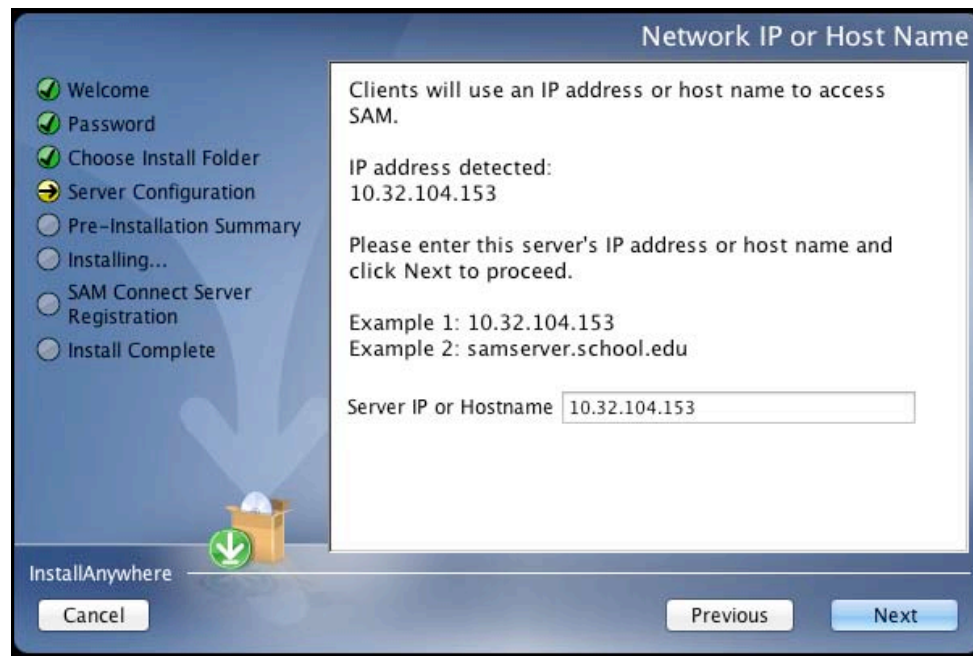 Network IP or Host Name
Welcome
Password
Choose Install Folder
Server Configuration
Pre-Installation Summary
Installing...
SAM Connect Server
Registration
Install Complete
Clients will use an IP address or host name to access
SAM.
IP address detected:
10.32.104.153
Please enter this server's IP address or host name and
click Next to proceed.
Example 1: 10.32.104.153
Example 2: samserver.school.edu
Server IP or Hostname 10.32.104.153
InstallAnywhere
Cancel
Previous
Next